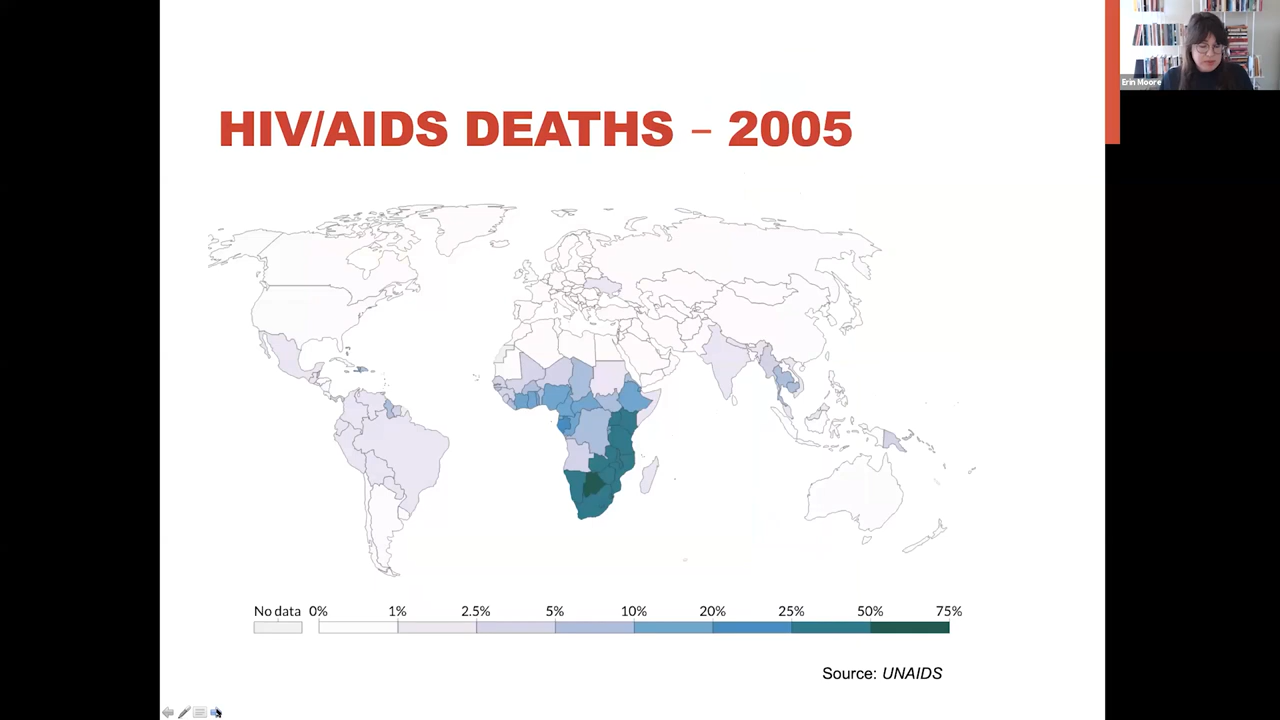 Erin Moore
HIV/AIDS DEATHS – 2005
No data 0% 1% 2.5% 5% 10% 20% 25% 50% 75%
Source: UNAIDS